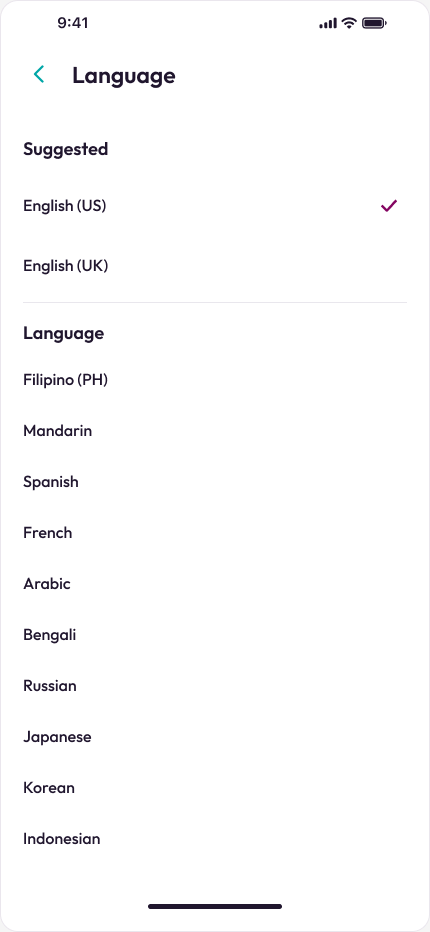 9:41
Language
Suggested
English (US)
English (UK)
Language
Filipino (PH)
Mandarin
Spanish
French
Arabic
Bengali
Russian
Japanese
Korean
Indonesian